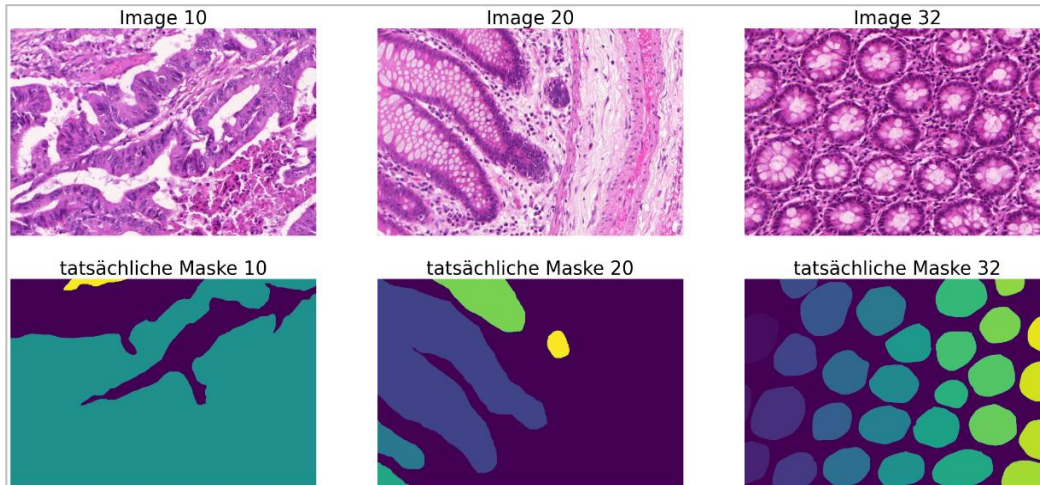 Image 10
Image 20
Image 32
tatsächliche Maske 10
tatsächliche Maske 20
tatsächliche Maske 32